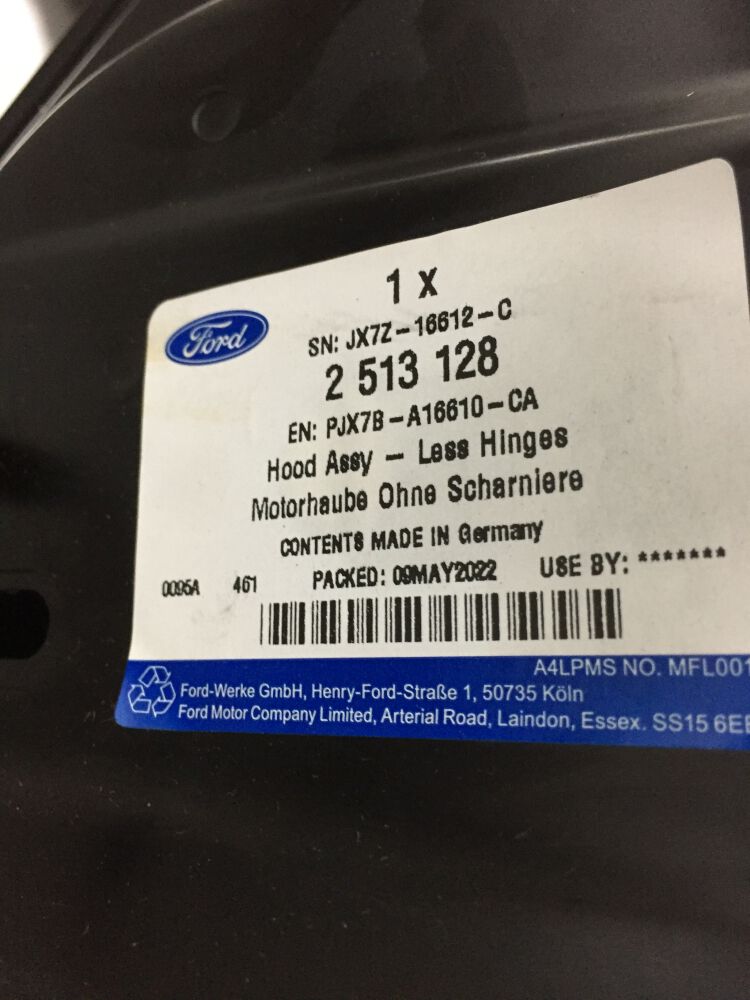 Ford
1 x
SN: JX7Z-16612-C
2 513 128
EN: PJX7B-A16610-CA
Hood Assy - Less Hinges
Motorhaube Ohne Scharniere
CONTENTS MADE IN Germany
0095A 461 PACKED: 09MAY2022 USE BY: *******
A4LPMS NO. MFL001
Ford-Werke GmbH, Henry-Ford-Straße 1, 50735 Köln
Ford Motor Company Limited, Arterial Road, Laindon, Essex. SS15 6EE